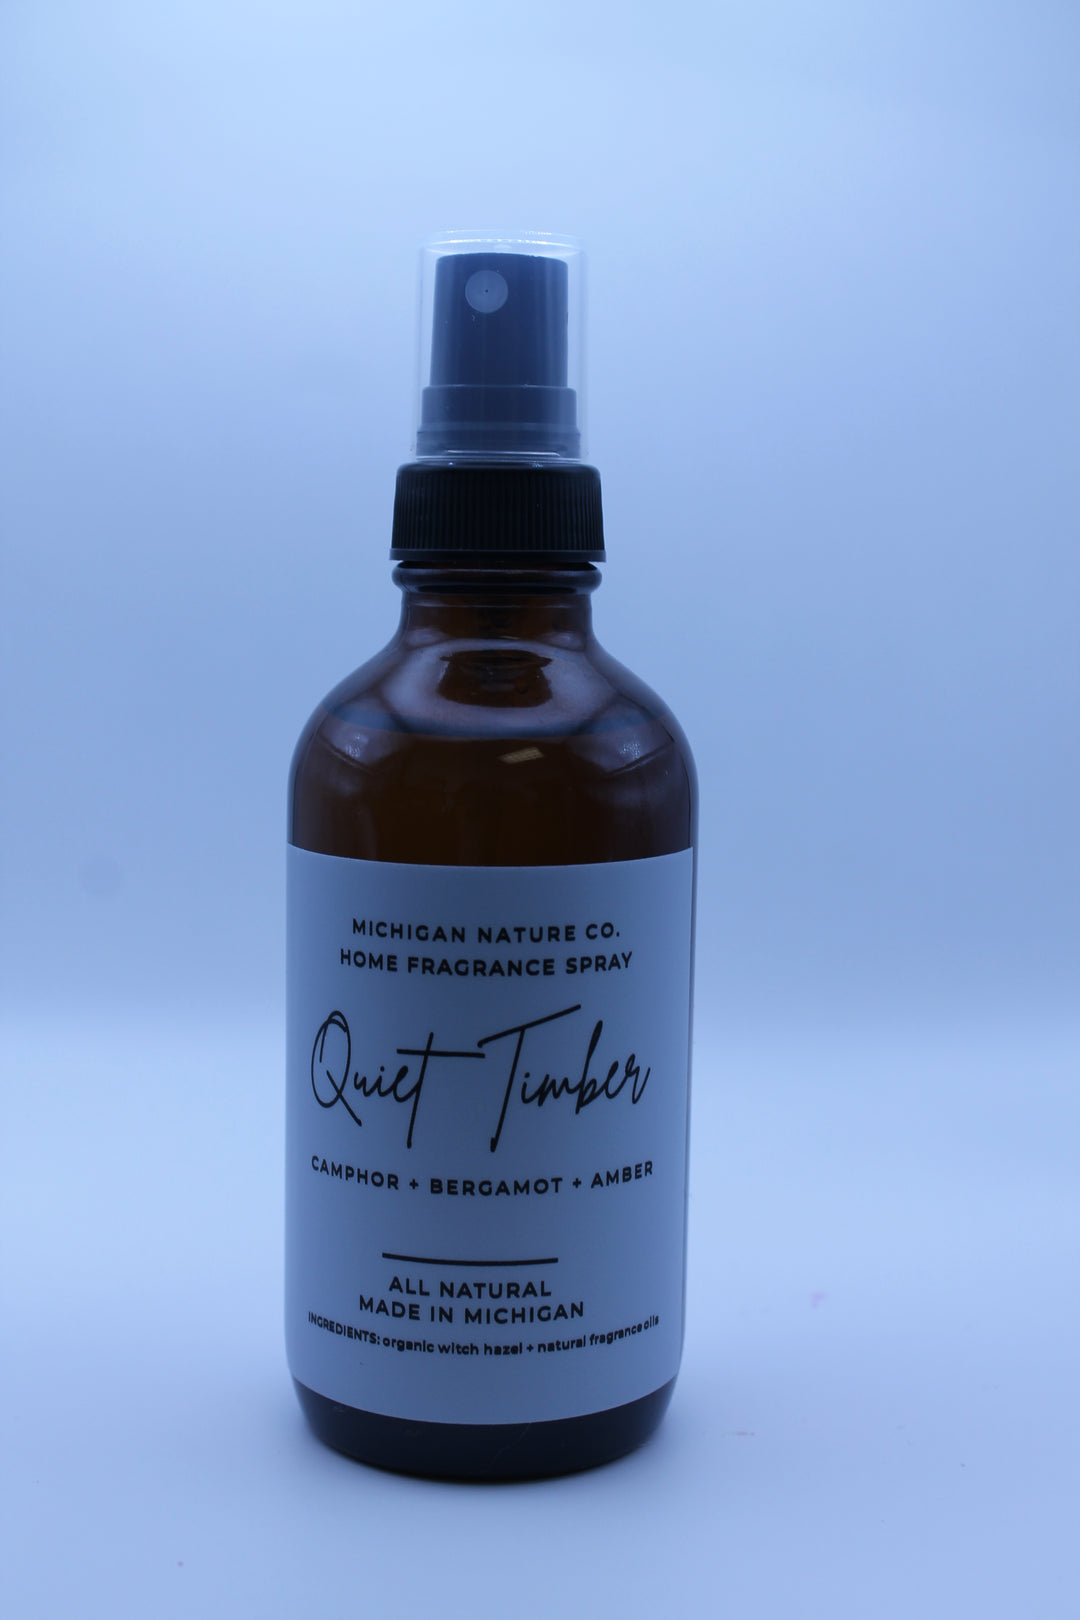 MICHIGAN NATURE CO.
HOME FRAGRANCE SPRAY
Quiet Timber
CAMPHOR + BERGAMOT + AMBER
ALL NATURAL
MADE IN MICHIGAN
INGREDIENTS: organic witch hazel + natural fragrance oils